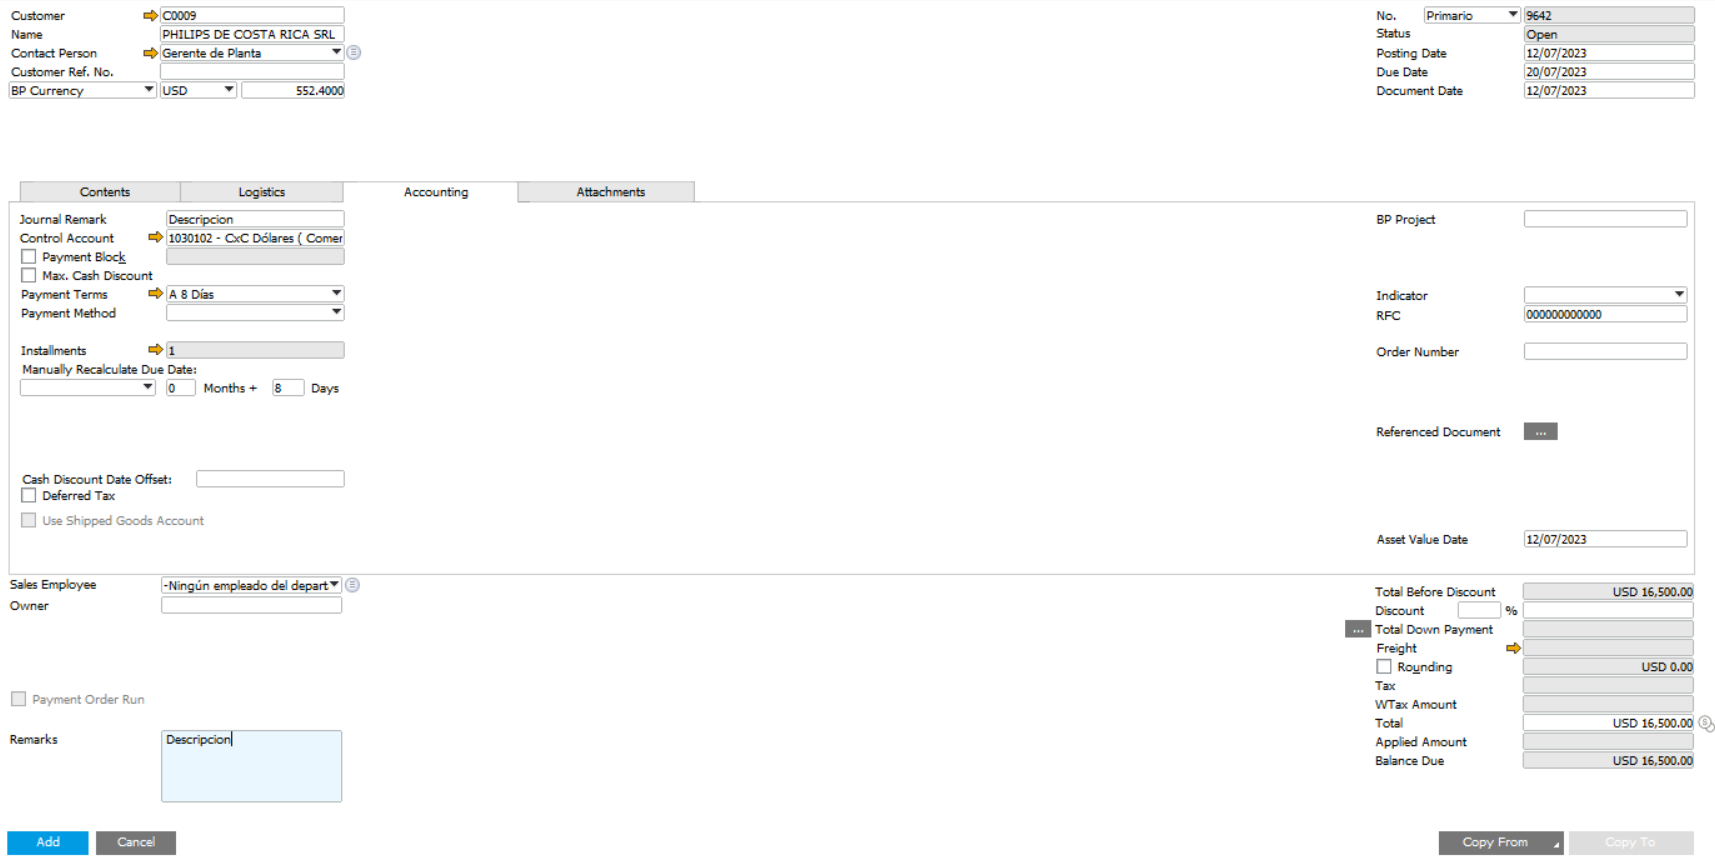 Customer C0009
Name PHILIPS DE COSTA RICA SRL
Contact Person Gerente de Planta
Customer Ref. No.
BP Currency USD 552.4000
No. Primario 9642
Status Open
Posting Date 12/07/2023
Due Date 20/07/2023
Document Date 12/07/2023
Contents Logistics Accounting Attachments
Journal Remark Descripcion
Control Account 1030102 - CxC Dólares ( Comer
Payment Block
Max. Cash Discount
Payment Terms A 8 Días
Payment Method
Installments 1
Manually Recalculate Due Date:
0 Months + 8 Days
Cash Discount Date Offset:
Deferred Tax
Use Shipped Goods Account
BP Project
Indicator
RFC 000000000000
Order Number
Referenced Document ...
Asset Value Date 12/07/2023
Sales Employee -Ningún empleado del depart
Owner
Payment Order Run
Remarks Descripcion
Total Before Discount USD 16,500.00
Discount %
... Total Down Payment
Freight
Rounding USD 0.00
Tax
WTax Amount
Total USD 16,500.00
Applied Amount
Balance Due USD 16,500.00
Add Cancel Copy From Copy To